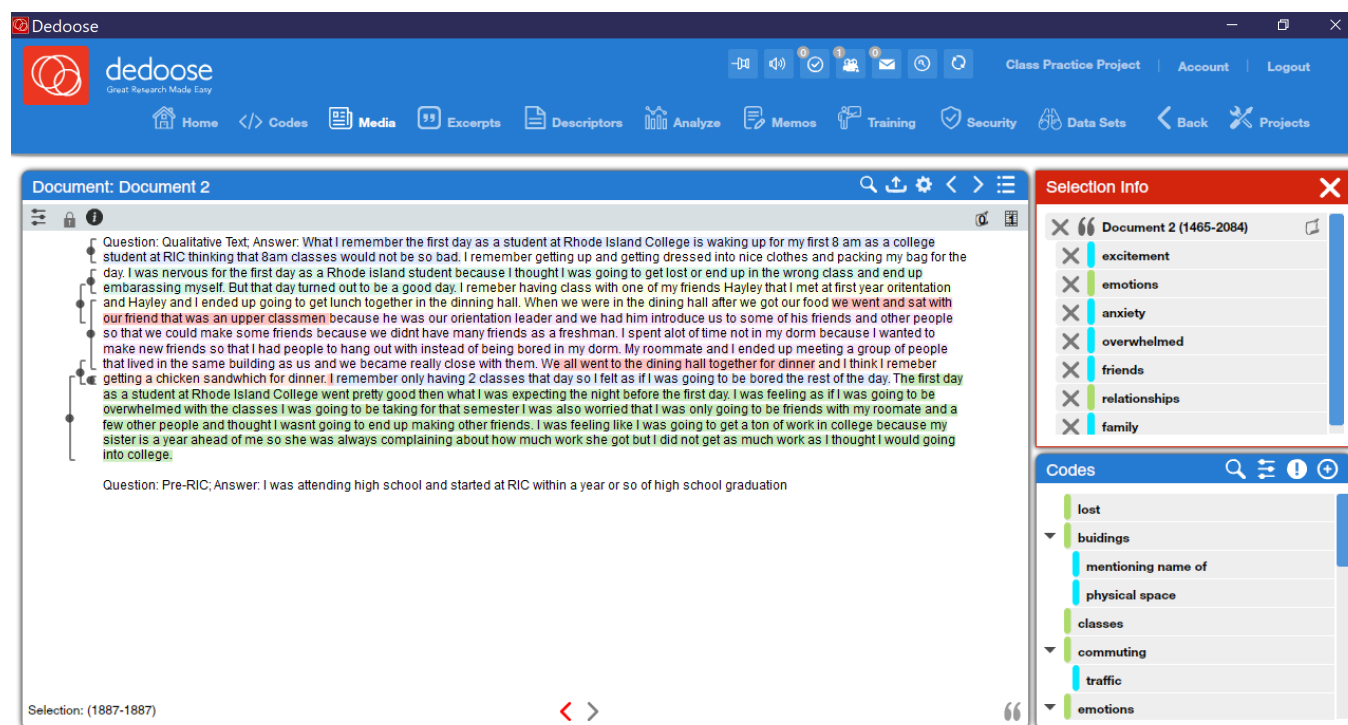 Dedoose
dedoose
Great Research Made Easy
0
1
0
Class Practice Project | Account | Logout
Home </> Codes Media Excerpts Descriptors Analyze Memos Training Security Data Sets Back Projects
Document: Document 2
Question: Qualitative Text; Answer: What I remember the first day as a student at Rhode Island College is waking up for my first 8 am as a college
student at RIC thinking that 8am classes would not be so bad. I remember getting up and getting dressed into nice clothes and packing my bag for the
day. I was nervous for the first day as a Rhode island student because I thought I was going to get lost or end up in the wrong class and end up
embarassing myself. But that day turned out to be a good day. I remeber having class with one of my friends Hayley that I met at first year oritentation
and Hayley and I ended up going to get lunch together in the dinning hall. When we were in the dining hall after we got our food we went and sat with
our friend that was an upper classmen because he was our orientation leader and we had him introduce us to some of his friends and other people
so that we could make some friends because we didnt have many friends as a freshman. I spent alot of time not in my dorm because I wanted to
make new friends so that I had people to hang out with instead of being bored in my dorm. My roommate and I ended up meeting a group of people
that lived in the same building as us and we became really close with them. We all went to the dining hall together for dinner and I think I remeber
getting a chicken sandwhich for dinner. I remember only having 2 classes that day so I felt as if I was going to be bored the rest of the day. The first day
as a student at Rhode Island College went pretty good then what I was expecting the night before the first day. I was feeling as if I was going to be
overwhelmed with the classes I was going to be taking for that semester I was also worried that I was only going to be friends with my roomate and a
few other people and thought I wasnt going to end up making other friends. I was feeling like I was going to get a ton of work in college because my
sister is a year ahead of me so she was always complaining about how much work she got but I did not get as much work as I thought I would going
into college.
Question: Pre-RIC; Answer: I was attending high school and started at RIC within a year or so of high school graduation
Selection: (1887-1887)
Selection Info
Document 2 (1465-2084)
excitement
emotions
anxiety
overwhelmed
friends
relationships
family
Codes
lost
buidings
mentioning name of
physical space
classes
commuting
traffic
emotions